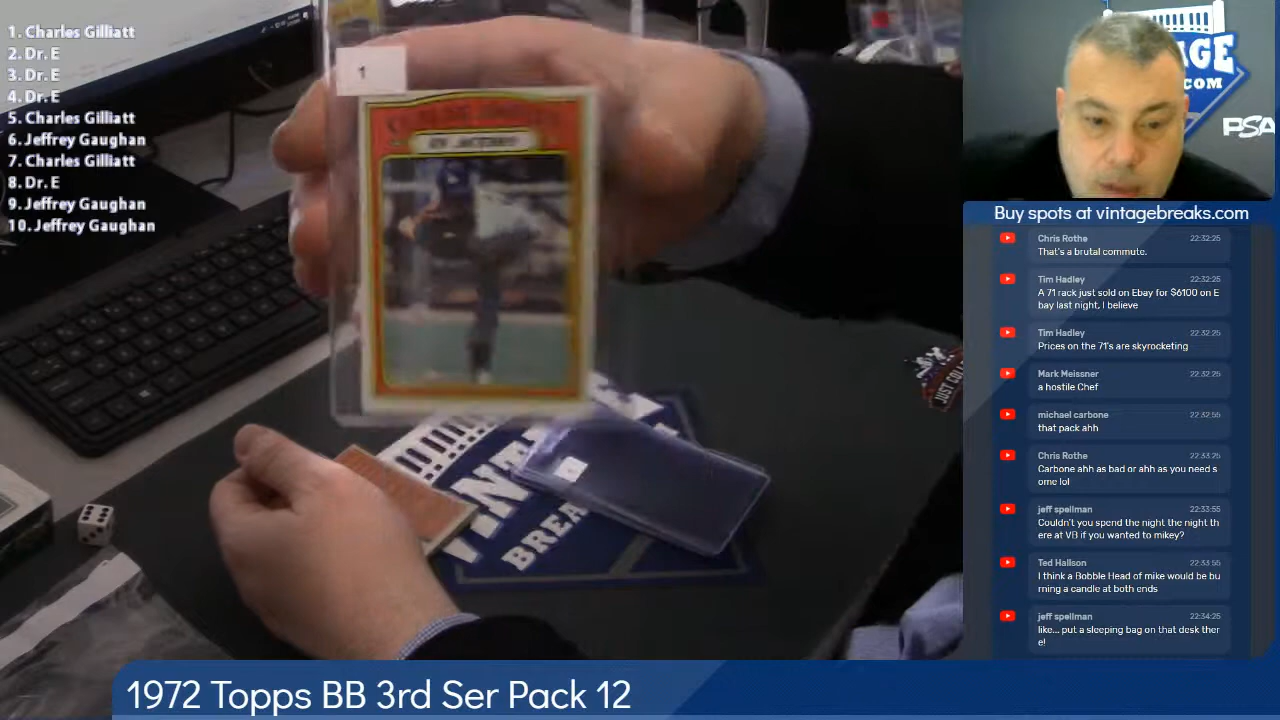 1. Charles Gilliatt
2. Dr. E
3. Dr. E
4. Dr. E
5. Charles Gilliatt
6. Jeffrey Gaughan
7. Charles Gilliatt
8. Dr. E
9. Jeffrey Gaughan
10. Jeffrey Gaughan
1
BREA
JUST COLL
AGE
.COM
PSA
Buy spots at vintagebreaks.com
Chris Rothe 22:32:25
That's a brutal commute.
Tim Hadley 22:32:25
A 71 rack just sold on Ebay for $6100 on E
bay last night, I believe
Tim Hadley 22:32:25
Prices on the 71's are skyrocketing
Mark Meissner 22:32:25
a hostile Chef
michael carbone 22:32:55
that pack ahh
Chris Rothe 22:33:25
Carbone ahh as bad or ahh as you need s
ome lol
jeff spellman 22:33:55
Couldn't you spend the night the night th
ere at VB if you wanted to mikey?
Ted Hallson 22:33:55
I think a Bobble Head of mike would be bu
rning a candle at both ends
jeff spellman 22:34:25
like... put a sleeping bag on that desk ther
e!
1972 Topps BB 3rd Ser Pack 12